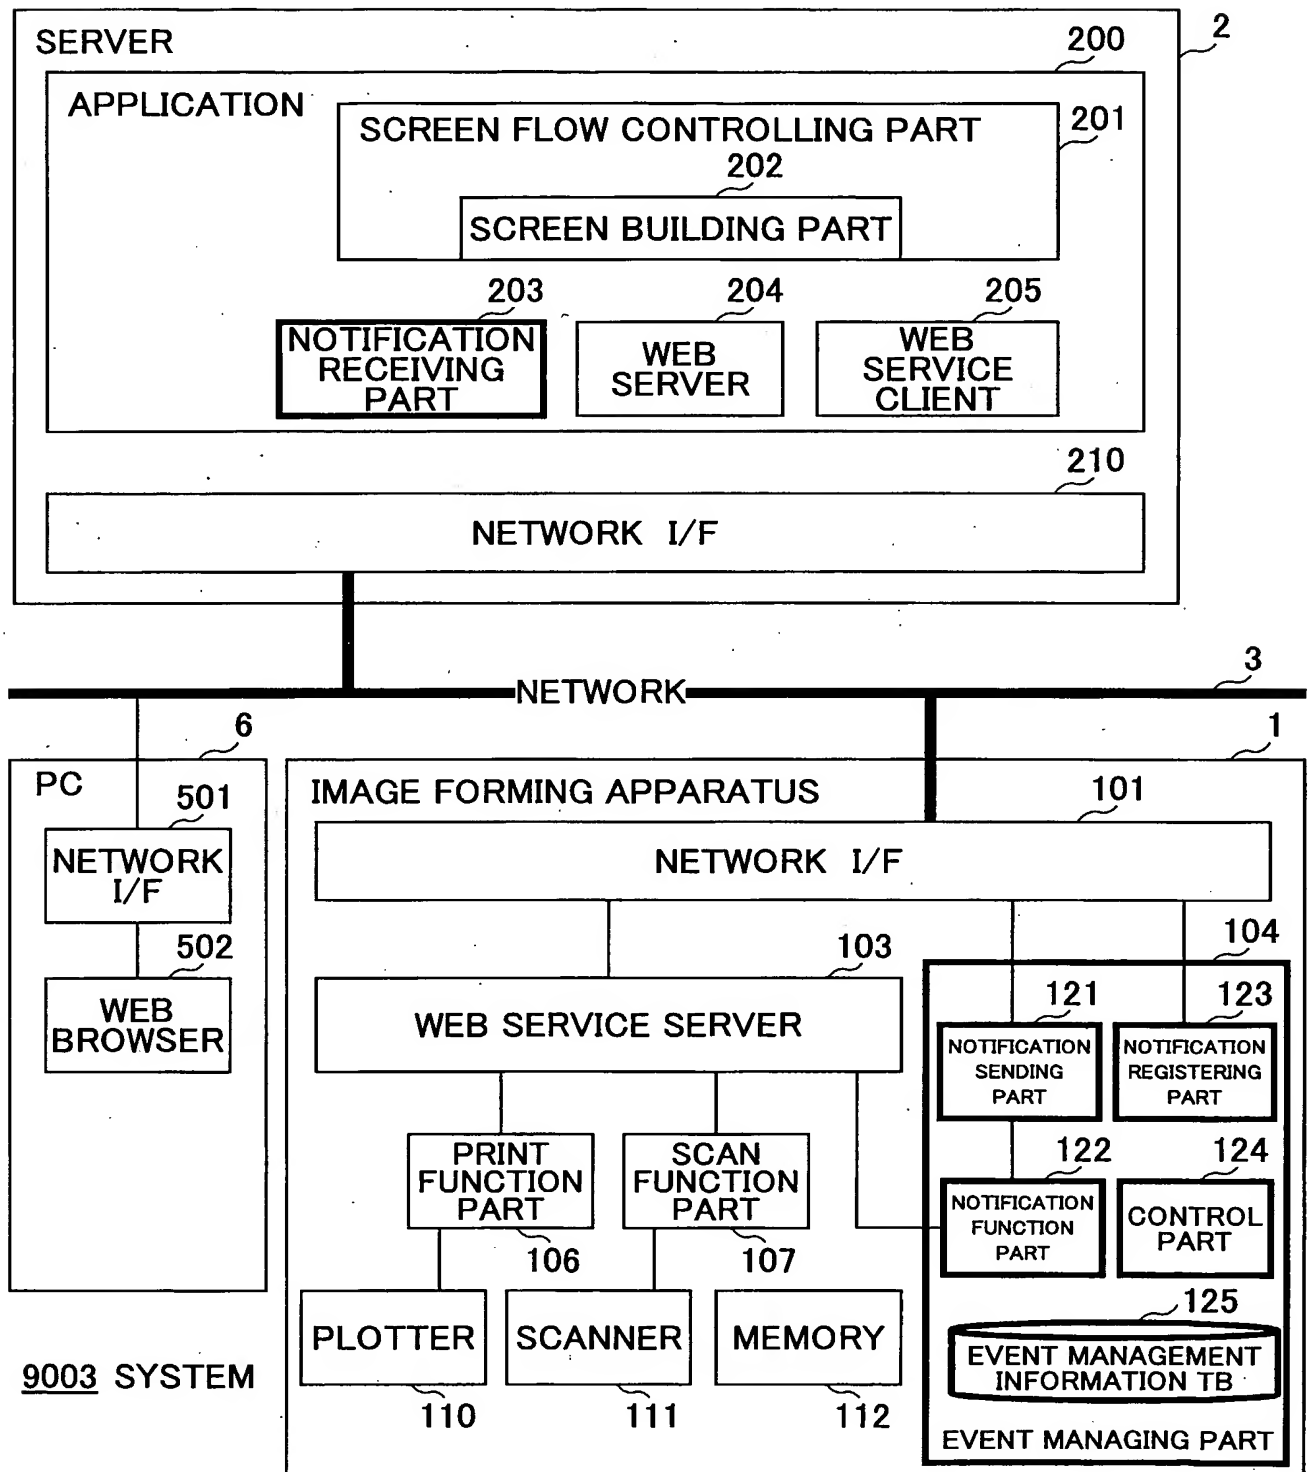 SERVER
2
200
APPLICATION
SCREEN FLOW CONTROLLING PART
201
202
SCREEN BUILDING PART
203
204
205
NOTIFICATION
RECEIVING
PART
WEB
SERVER
WEB
SERVICE
CLIENT
210
NETWORK I/F
NETWORK
3
6
PC
501
NETWORK
I/F
502
WEB
BROWSER
1
IMAGE FORMING APPARATUS
101
NETWORK I/F
103
WEB SERVICE SERVER
104
121
123
NOTIFICATION
SENDING
PART
NOTIFICATION
REGISTERING
PART
122
124
NOTIFICATION
FUNCTION
PART
CONTROL
PART
PRINT
FUNCTION
PART
SCAN
FUNCTION
PART
106
107
125
PLOTTER
SCANNER
MEMORY
EVENT MANAGEMENT
INFORMATION TB
110
111
112
EVENT MANAGING PART
9003 SYSTEM